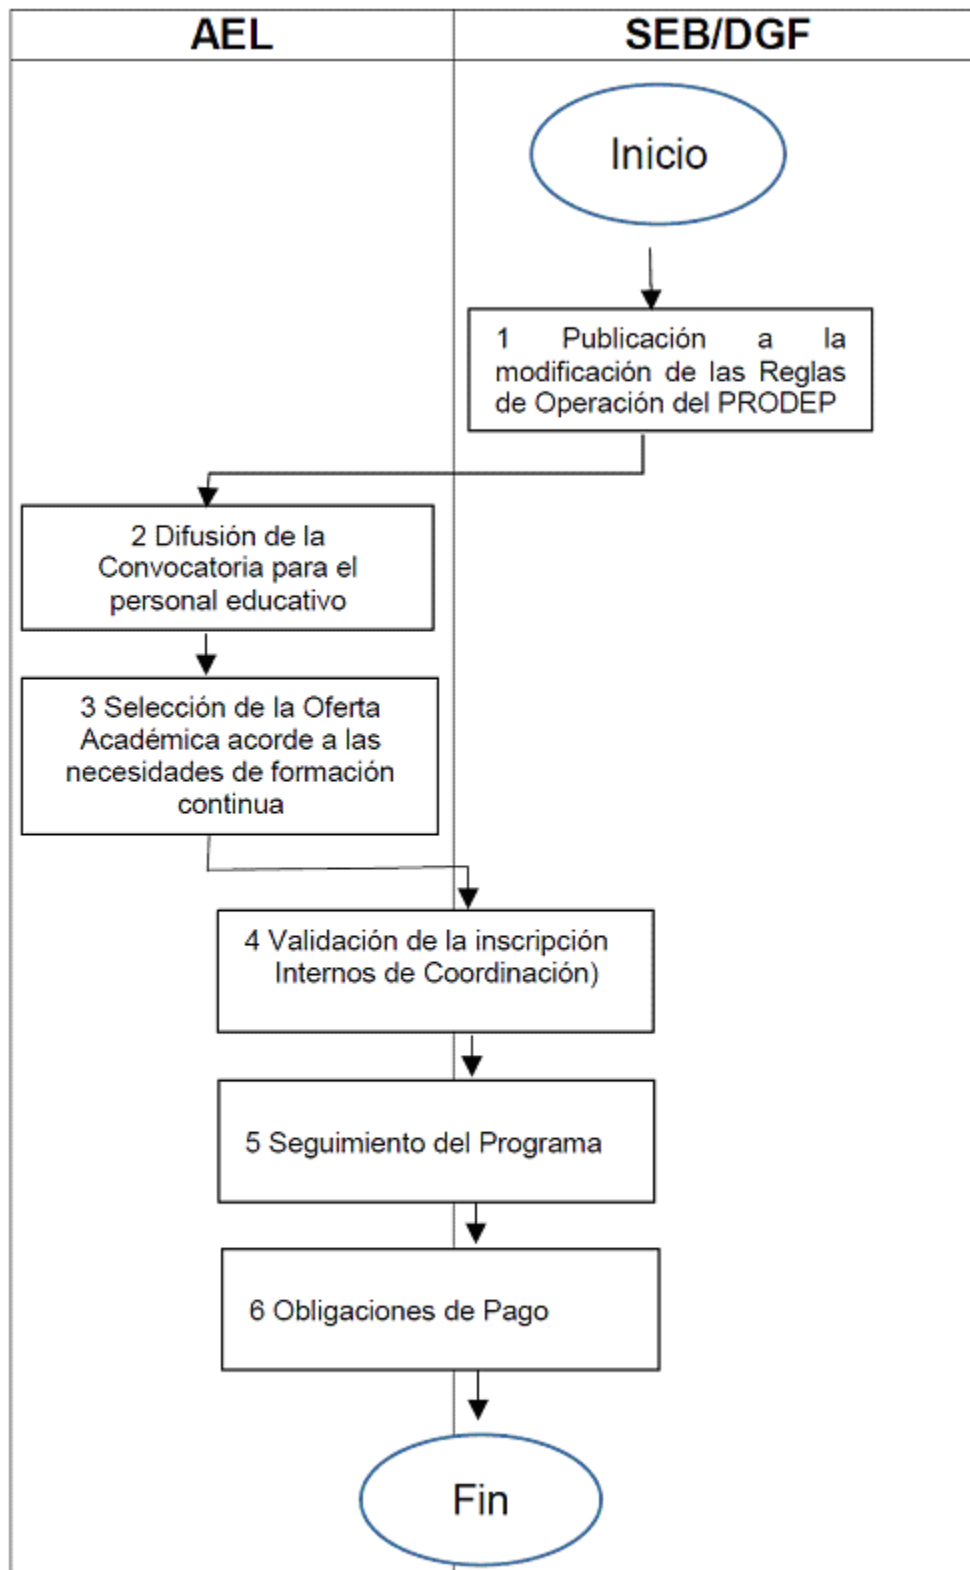 AEL
SEB/DGF
Inicio
1 Publicación a la
modificación de las Reglas
de Operación del PRODEP
2 Difusión de la
Convocatoria para el
personal educativo
3 Selección de la Oferta
Académica acorde a las
necesidades de formación
continua
4 Validación de la inscripción
Internos de Coordinación)
5 Seguimiento del Programa
6 Obligaciones de Pago
Fin